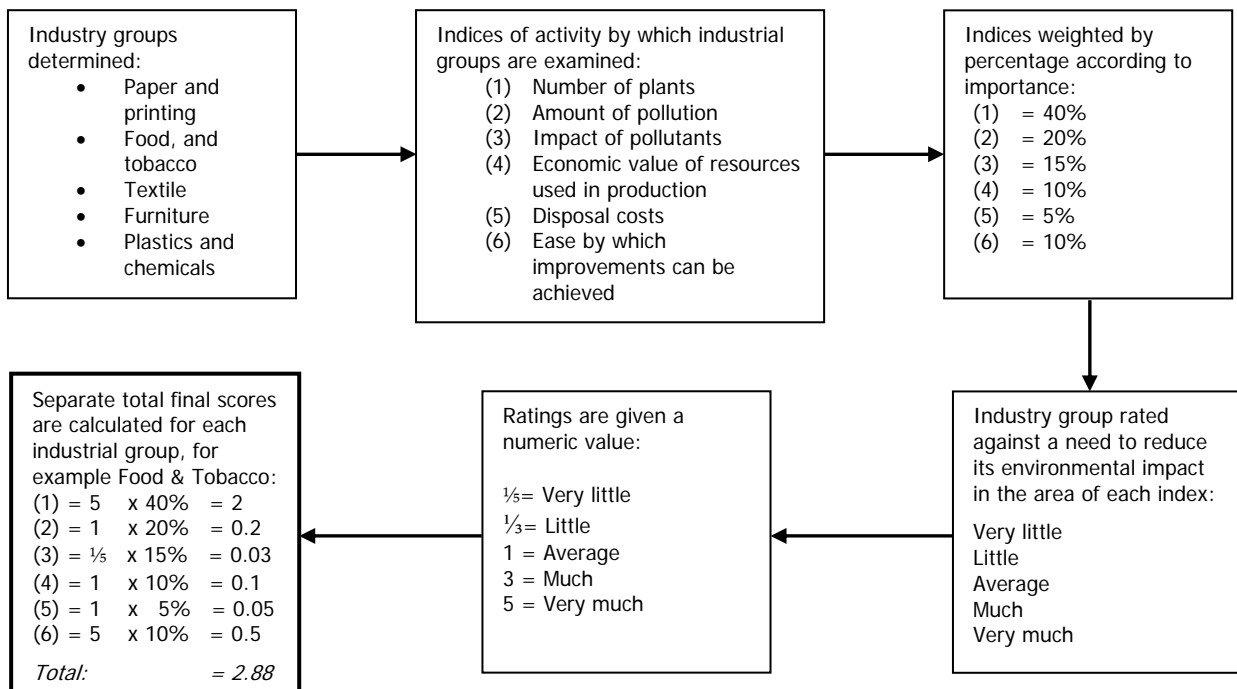 Industry groups
determined:
• Paper and
printing
• Food, and
tobacco
• Textile
• Furniture
• Plastics and
chemicals
Indices of activity by which industrial
groups are examined:
(1) Number of plants
(2) Amount of pollution
(3) Impact of pollutants
(4) Economic value of resources
used in production
(5) Disposal costs
(6) Ease by which
improvements can be
achieved
Indices weighted by
percentage according to
importance:
(1) = 40%
(2) = 20%
(3) = 15%
(4) = 10%
(5) = 5%
(6) = 10%
Industry group rated
against a need to reduce
its environmental impact
in the area of each index:
Very little
Little
Average
Much
Very much
Ratings are given a
numeric value:
⅕= Very little
⅓= Little
1 = Average
3 = Much
5 = Very much
Separate total final scores
are calculated for each
industrial group, for
example Food & Tobacco:
(1) = 5 x 40% = 2
(2) = 1 x 20% = 0.2
(3) = ⅕ x 15% = 0.03
(4) = 1 x 10% = 0.1
(5) = 1 x 5% = 0.05
(6) = 5 x 10% = 0.5
Total: = 2.88